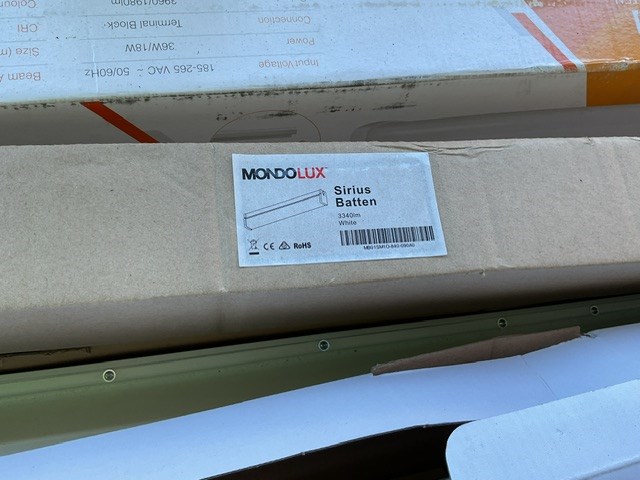 3960/1980lm
CRI
Connection
Terminal Block
Size (m
Power
36W/18W
Beam A
Input Voltage
185-265 VAC ~ 50/60Hz
MONDOLUX
Sirius
Batten
3340lm
White
CE RoHS